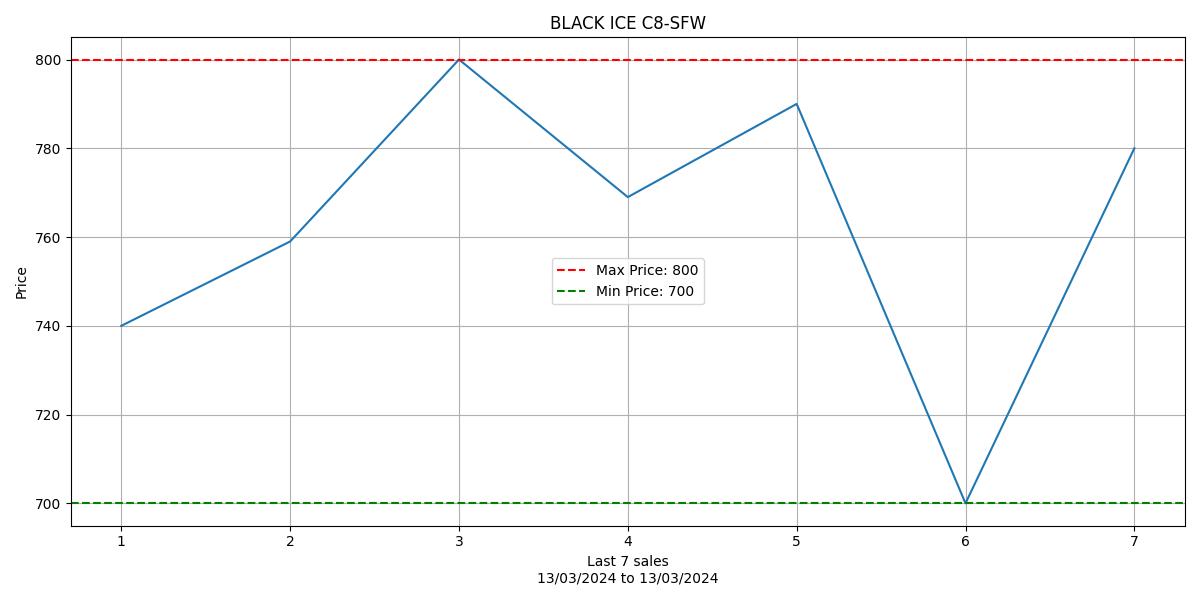 BLACK ICE C8-SFW
800
780
760
740
720
700
Price
Max Price: 800
Min Price: 700
1 2 3 4 5 6 7
Last 7 sales
13/03/2024 to 13/03/2024